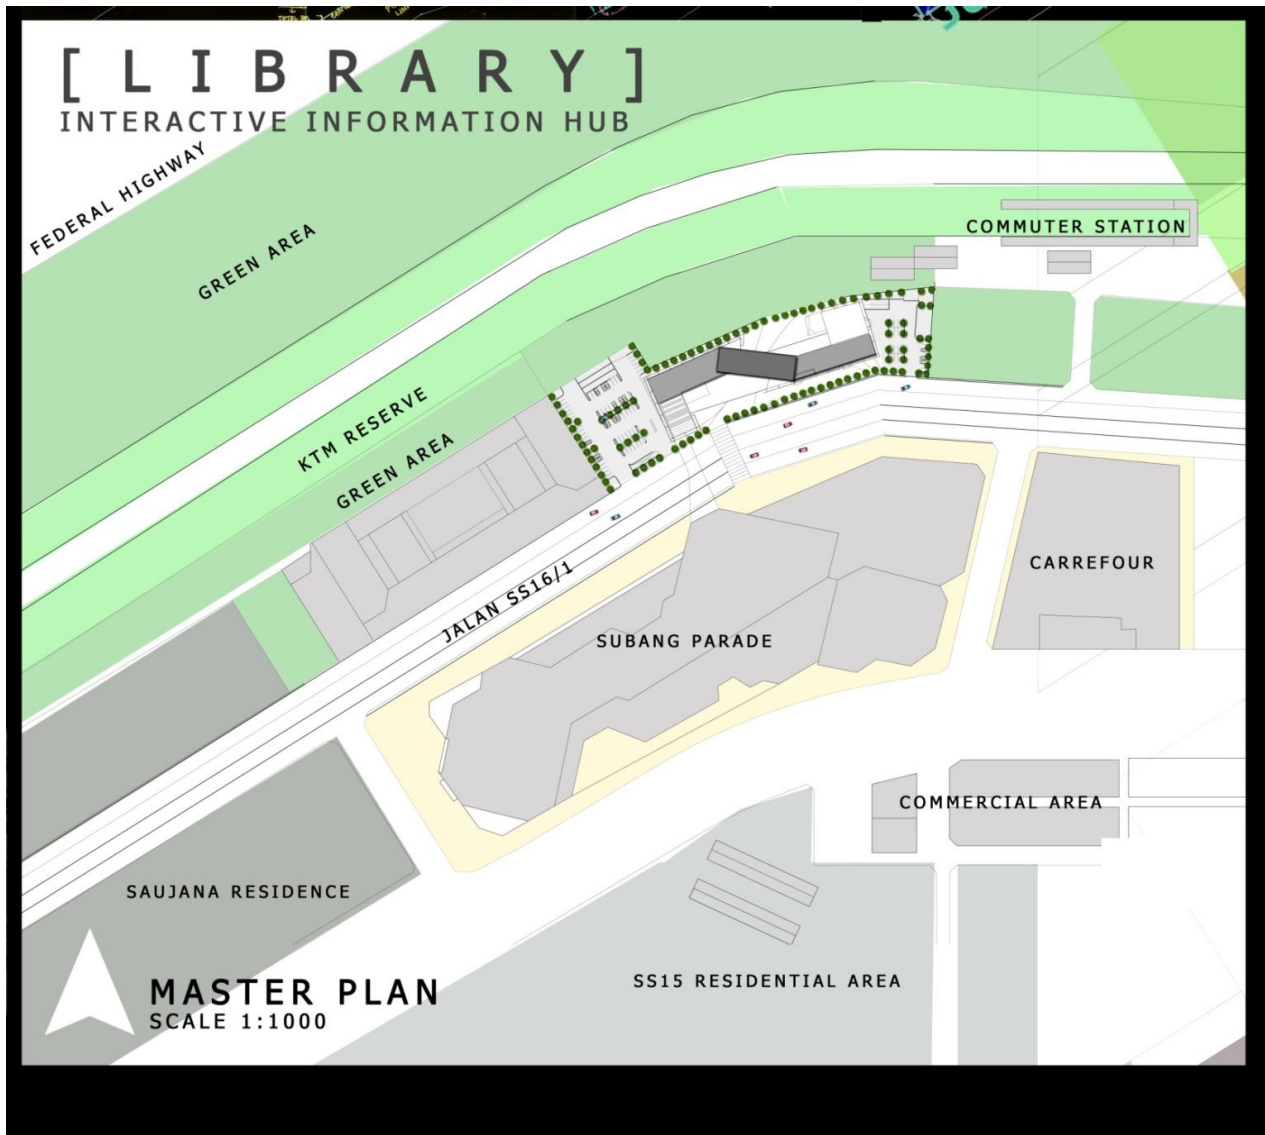 [ L I B R A R Y ]
INTERACTIVE INFORMATION HUB
FEDERAL HIGHWAY
GREEN AREA
COMMUTER STATION
KTM RESERVE
GREEN AREA
JALAN SS16/1
CARREFOUR
SUBANG PARADE
COMMERCIAL AREA
SAUJANA RESIDENCE
SS15 RESIDENTIAL AREA
MASTER PLAN
SCALE 1:1000